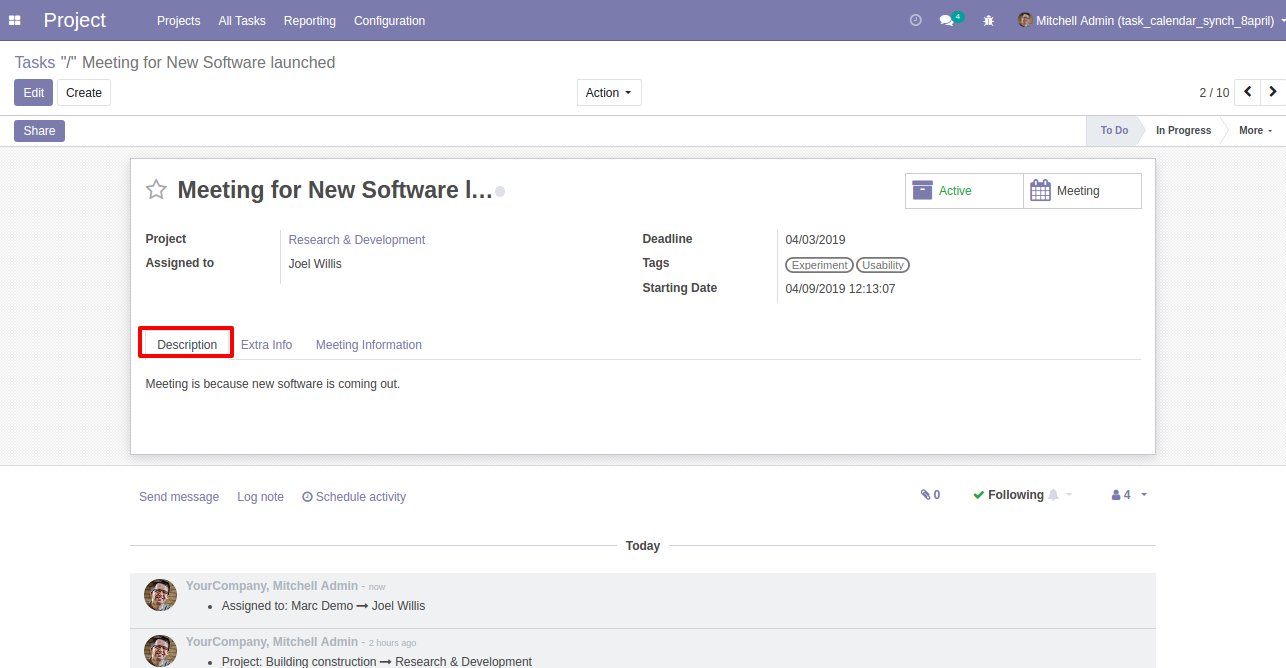 Project Projects All Tasks Reporting Configuration 4 Mitchell Admin (task_calendar_synch_8april)
Tasks "/" Meeting for New Software launched
Edit Create Action 2 / 10
Share To Do In Progress More
Meeting for New Software l... Active Meeting
Project Research & Development Deadline 04/03/2019
Assigned to Joel Willis Tags Experiment Usability
Starting Date 04/09/2019 12:13:07
Description Extra Info Meeting Information
Meeting is because new software is coming out.
Send message Log note Schedule activity 0 Following 4
Today
YourCompany, Mitchell Admin - now
• Assigned to: Marc Demo → Joel Willis
YourCompany, Mitchell Admin - 2 hours ago
• Project: Building construction → Research & Development